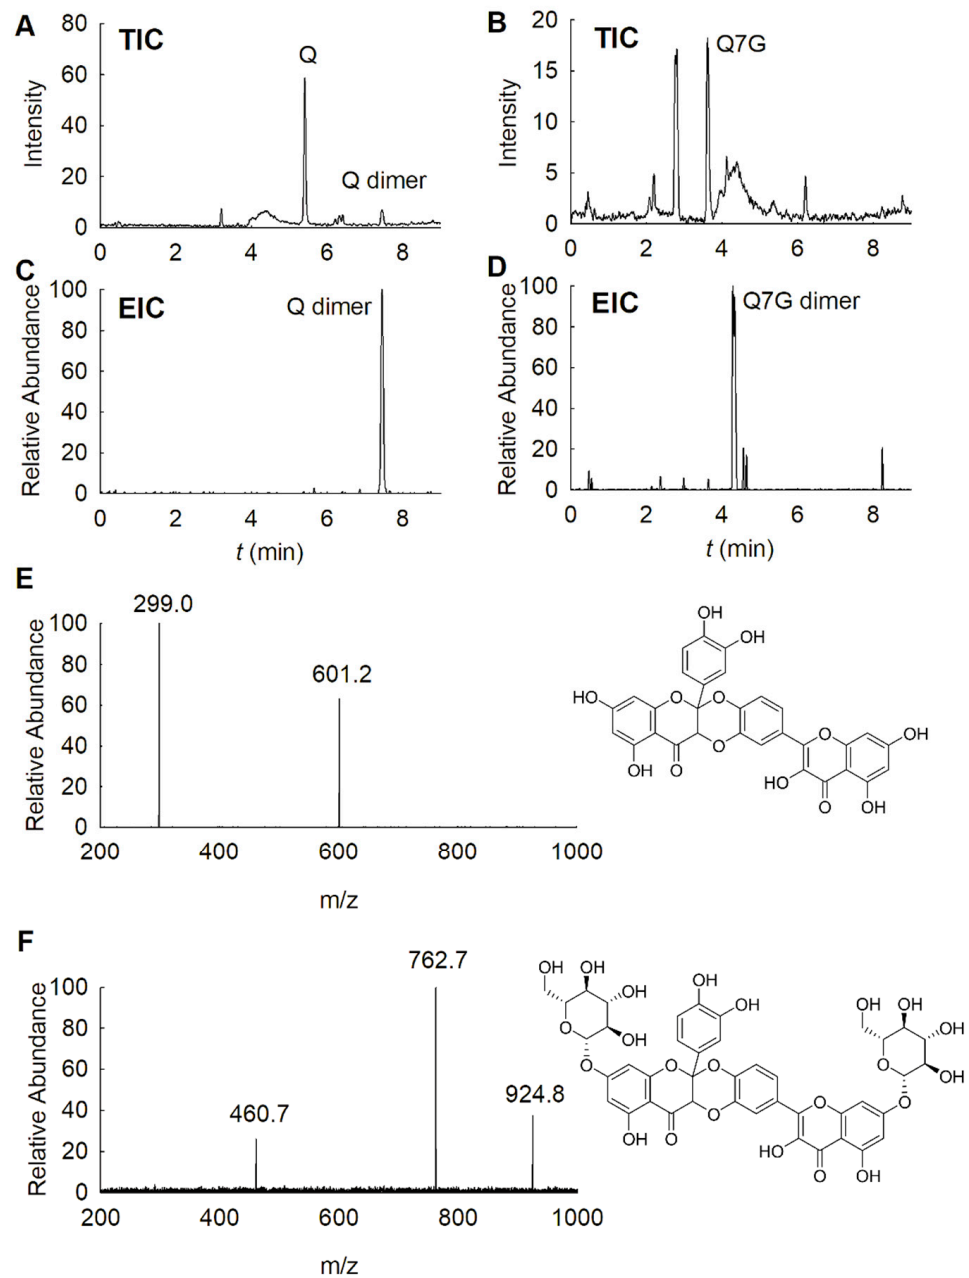 A
TIC
Q
Q dimer
Intensity
80
60
40
20
0
0 2 4 6 8
B
TIC
Q7G
Intensity
20
15
10
5
0
0 2 4 6 8
C
EIC
Q dimer
Relative Abundance
100
80
60
40
20
0
0 2 4 6 8
t (min)
D
EIC
Q7G dimer
Relative Abundance
100
80
60
40
20
0
0 2 4 6 8
t (min)
E
299.0
601.2
Relative Abundance
100
80
60
40
20
0
200 400 600 800 1000
m/z
OH
OH
HO
O
O
OH
O
O
O
OH
HO
O
OH
F
762.7
460.7
924.8
Relative Abundance
100
80
60
40
20
0
200 400 600 800 1000
m/z
OH
OH
OH
O
OH
O
OH
OH
O
O
OH
O
O
O
HO
O
OH
OH
OH
OH
O
OH
O